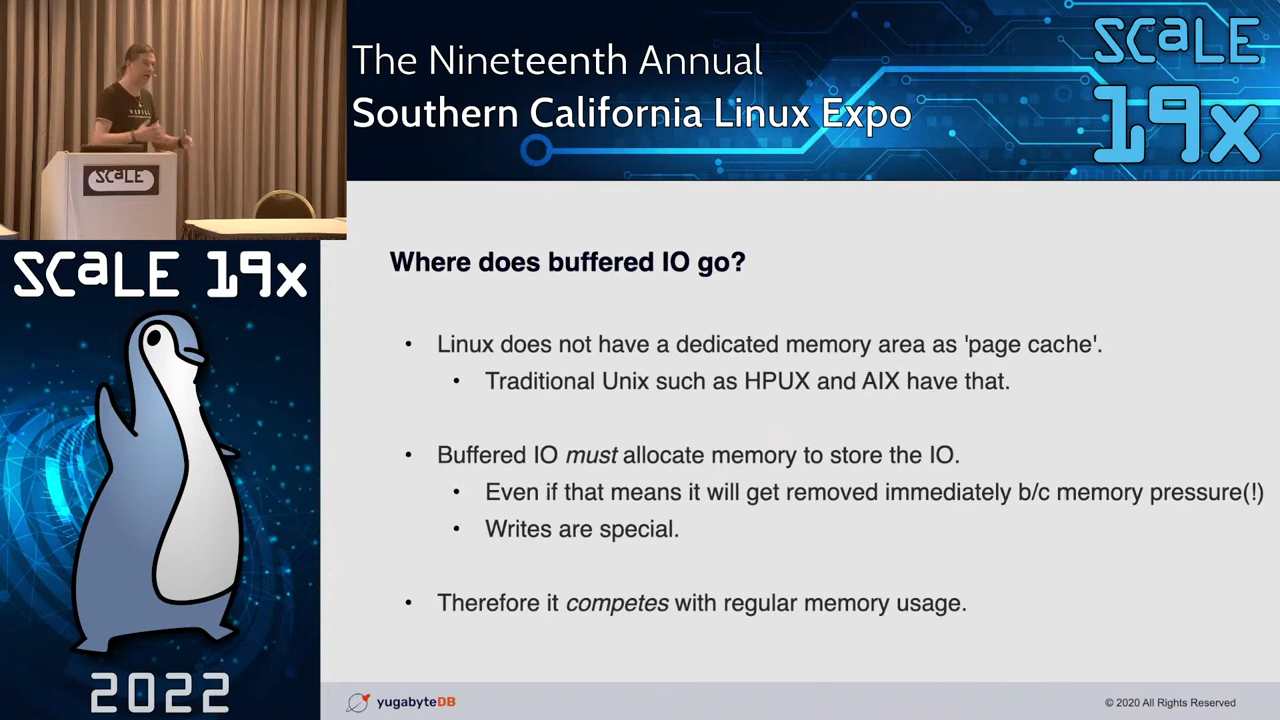 The Nineteenth Annual
Southern California Linux Expo
SCaLE
19x
SCaLE
SCaLE 19x
2022
Where does buffered IO go?
• Linux does not have a dedicated memory area as 'page cache'.
• Traditional Unix such as HPUX and AIX have that.
• Buffered IO must allocate memory to store the IO.
• Even if that means it will get removed immediately b/c memory pressure(!)
• Writes are special.
• Therefore it competes with regular memory usage.
yugabyteDB
© 2020 All Rights Reserved